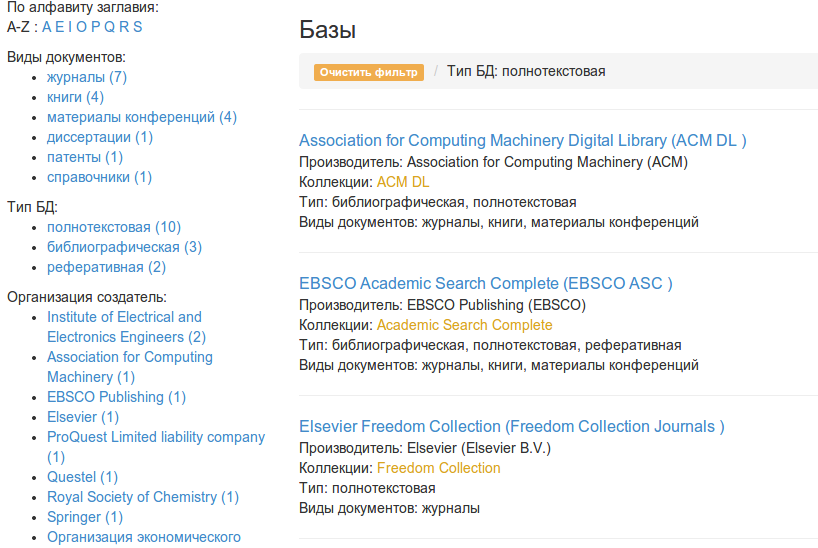 По алфавиту заглавия:
A-Z : A E I O P Q R S
Виды документов:
журналы (7)
книги (4)
материалы конференций (4)
диссертации (1)
патенты (1)
справочники (1)
Тип БД:
полнотекстовая (10)
библиографическая (3)
реферативная (2)
Организация создатель:
Institute of Electrical and
Electronics Engineers (2)
Association for Computing
Machinery (1)
EBSCO Publishing (1)
Elsevier (1)
ProQuest Limited liability company
(1)
Questel (1)
Royal Society of Chemistry (1)
Springer (1)
Организация экономического
Базы
Очистить фильтр / Тип БД: полнотекстовая
Association for Computing Machinery Digital Library (ACM DL )
Производитель: Association for Computing Machinery (ACM)
Коллекции: ACM DL
Тип: библиографическая, полнотекстовая
Виды документов: журналы, книги, материалы конференций
EBSCO Academic Search Complete (EBSCO ASC )
Производитель: EBSCO Publishing (EBSCO)
Коллекции: Academic Search Complete
Тип: библиографическая, полнотекстовая, реферативная
Виды документов: журналы, книги, материалы конференций
Elsevier Freedom Collection (Freedom Collection Journals )
Производитель: Elsevier (Elsevier B.V.)
Коллекции: Freedom Collection
Тип: полнотекстовая
Виды документов: журналы